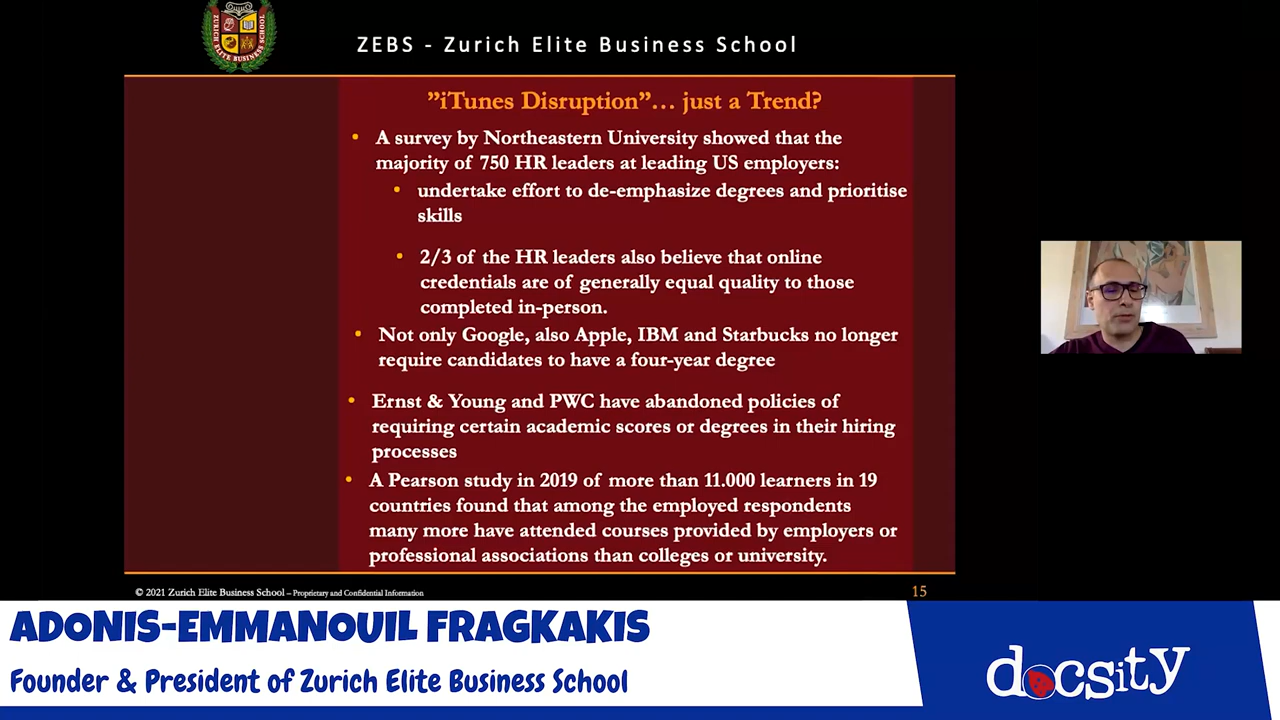 ZURICH ELITE BUSINESS SCHOOL
ZEBS - Zurich Elite Business School
”iTunes Disruption”… just a Trend?
• A survey by Northeastern University showed that the
majority of 750 HR leaders at leading US employers:
• undertake effort to de-emphasize degrees and prioritise
skills
• 2/3 of the HR leaders also believe that online
credentials are of generally equal quality to those
completed in-person.
• Not only Google, also Apple, IBM and Starbucks no longer
require candidates to have a four-year degree
• Ernst & Young and PWC have abandoned policies of
requiring certain academic scores or degrees in their hiring
processes
• A Pearson study in 2019 of more than 11.000 learners in 19
countries found that among the employed respondents
many more have attended courses provided by employers or
professional associations than colleges or university.
© 2021 Zurich Elite Business School – Proprietary and Confidential Information
15
ADONIS-EMMANOUIL FRAGKAKIS
Founder & President of Zurich Elite Business School
docsity